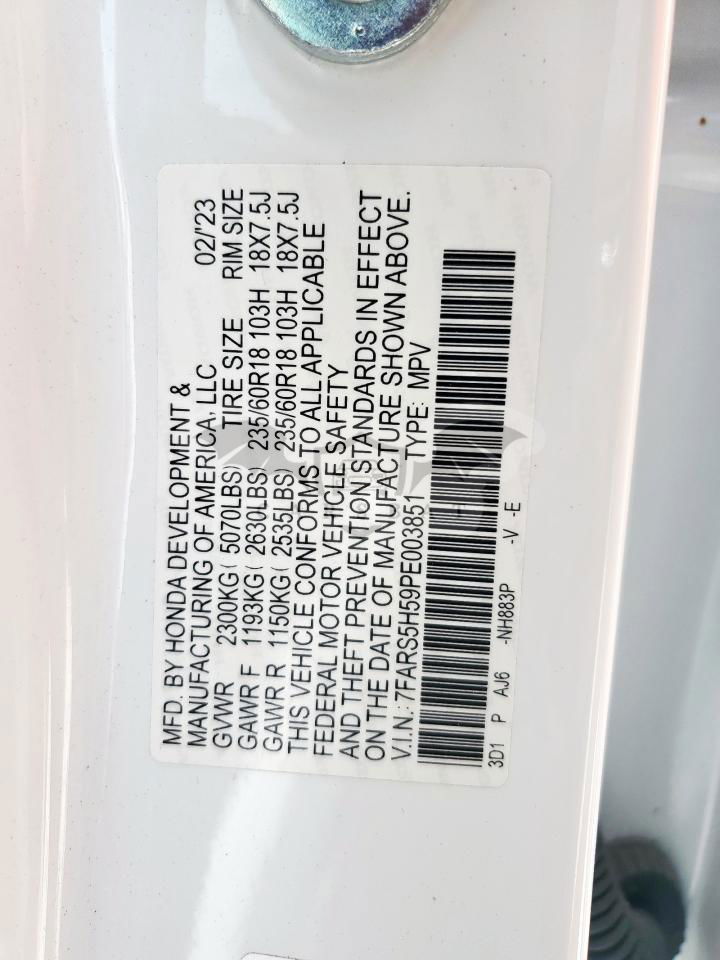 MFD. BY HONDA DEVELOPMENT &
MANUFACTURING OF AMERICA, LLC 02/'23
GVWR 2300KG( 5070LBS) TIRE SIZE RIM SIZE
GAWR F 1193KG( 2630LBS) 235/60R18 103H 18X7.5J
GAWR R 1150KG( 2535LBS) 235/60R18 103H 18X7.5J
THIS VEHICLE CONFORMS TO ALL APPLICABLE
FEDERAL MOTOR VEHICLE SAFETY
AND THEFT PREVENTION STANDARDS IN EFFECT
ON THE DATE OF MANUFACTURE SHOWN ABOVE.
V.I.N.: 7FARS5H59PE003851 TYPE: MPV
3D1 P AJ6 -NH883P -V -E